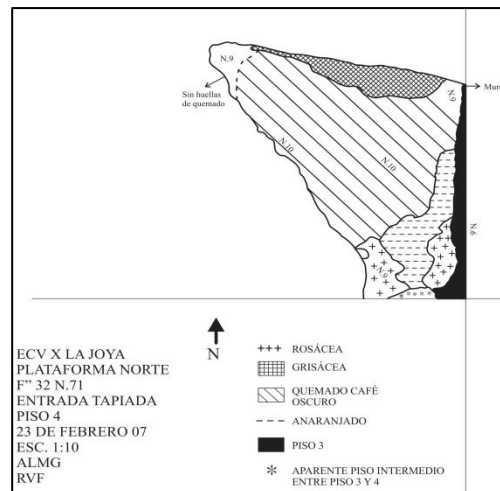 N.9
N.9
Muro
Sin huellas
de quemado
N.10
N.10
N.6
N.9
N
ECV X LA JOYA
PLATAFORMA NORTE
F” 32 N.71
ENTRADA TAPIADA
PISO 4
23 DE FEBRERO 07
ESC. 1:10
ALMG
RVF
ROSÁCEA
GRISÁCEA
QUEMADO CAFÉ
OSCURO
ANARANJADO
PISO 3
APARENTE PISO INTERMEDIO
ENTRE PISO 3 Y 4